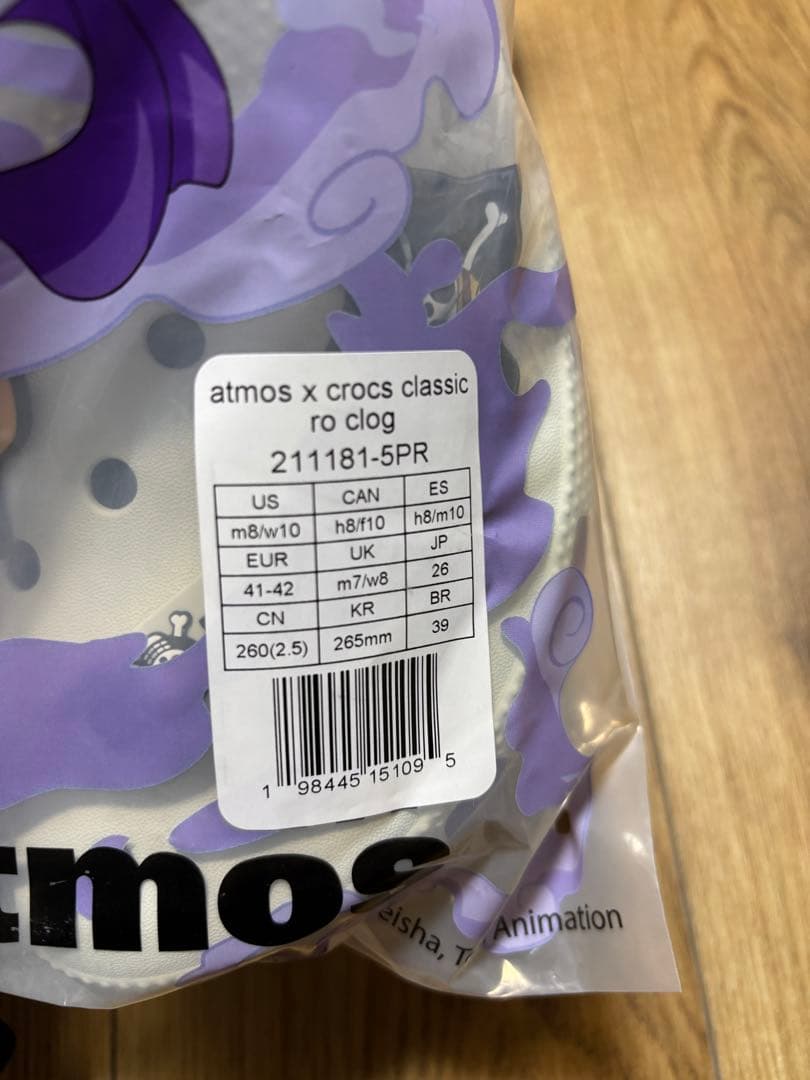 atmos x crocs classic
ro clog
211181-5PR
US CAN ES
m8/w10 h8/f10 h8/m10
EUR UK JP
41-42 m7/w8 26
CN KR BR
260(2.5) 265mm 39
1 98445 15109 5
tmos
eisha, T Animation